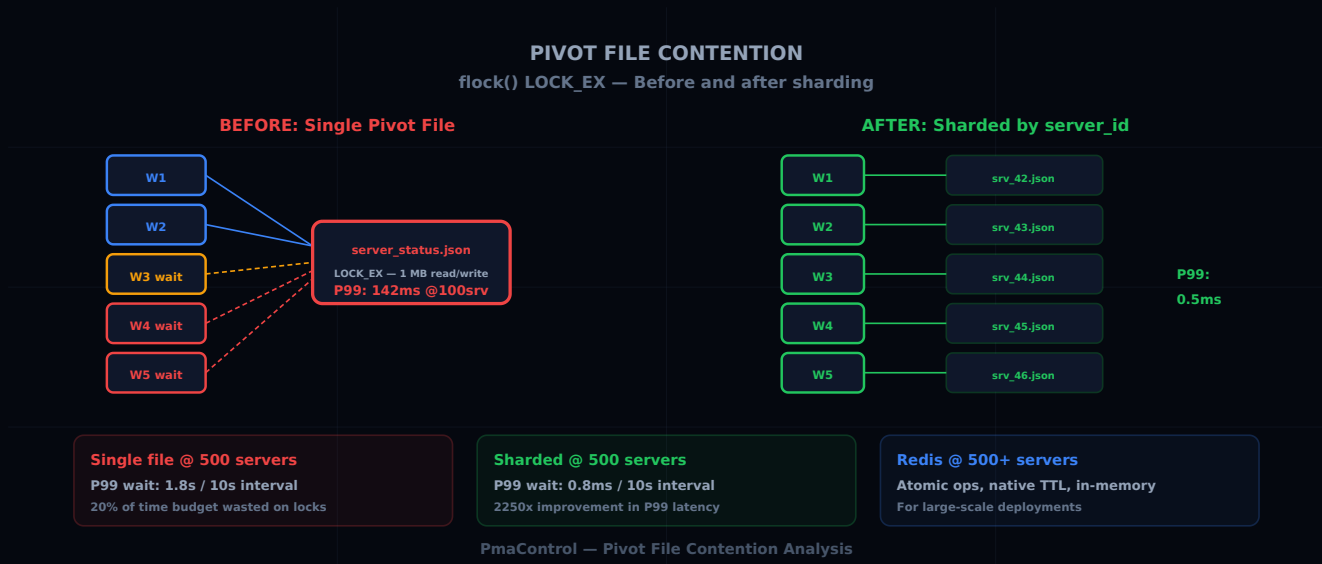 PIVOT FILE CONTENTION
flock() LOCK_EX — Before and after sharding
BEFORE: Single Pivot File
W1
W2
W3 wait
W4 wait
W5 wait
server_status.json
LOCK_EX — 1 MB read/write
P99: 142ms @100srv
AFTER: Sharded by server_id
W1
srv_42.json
W2
srv_43.json
W3
srv_44.json
W4
srv_45.json
W5
srv_46.json
P99:
0.5ms
Single file @ 500 servers
P99 wait: 1.8s / 10s interval
20% of time budget wasted on locks
Sharded @ 500 servers
P99 wait: 0.8ms / 10s interval
2250x improvement in P99 latency
Redis @ 500+ servers
Atomic ops, native TTL, in-memory
For large-scale deployments
PmaControl — Pivot File Contention Analysis